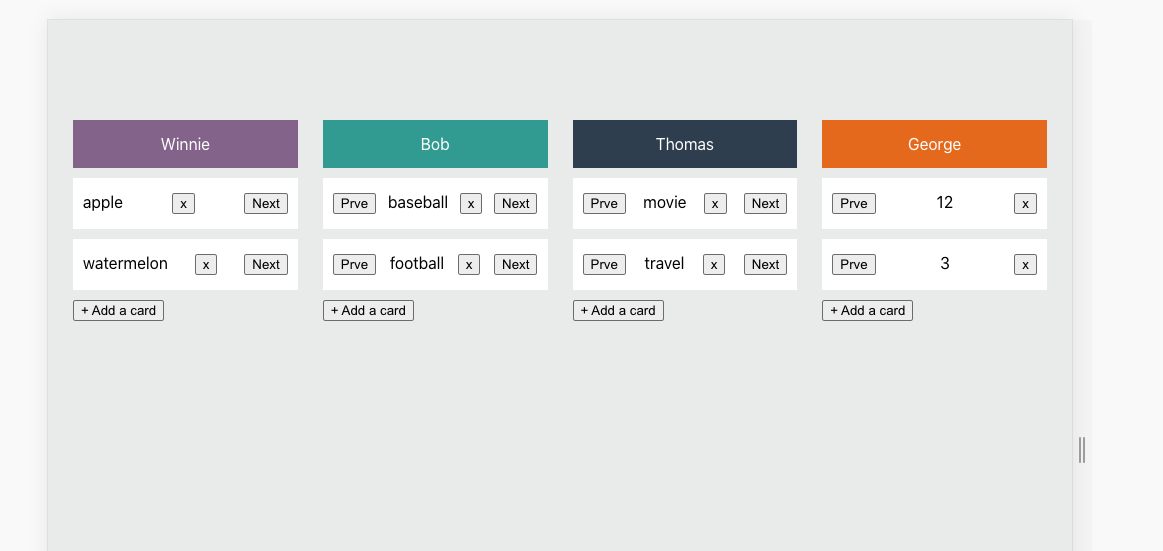 Winnie Bob Thomas George
apple x Next Prve baseball x Next Prve movie x Next Prve 12 x
watermelon x Next Prve football x Next Prve travel x Next Prve 3 x
+ Add a card + Add a card + Add a card + Add a card